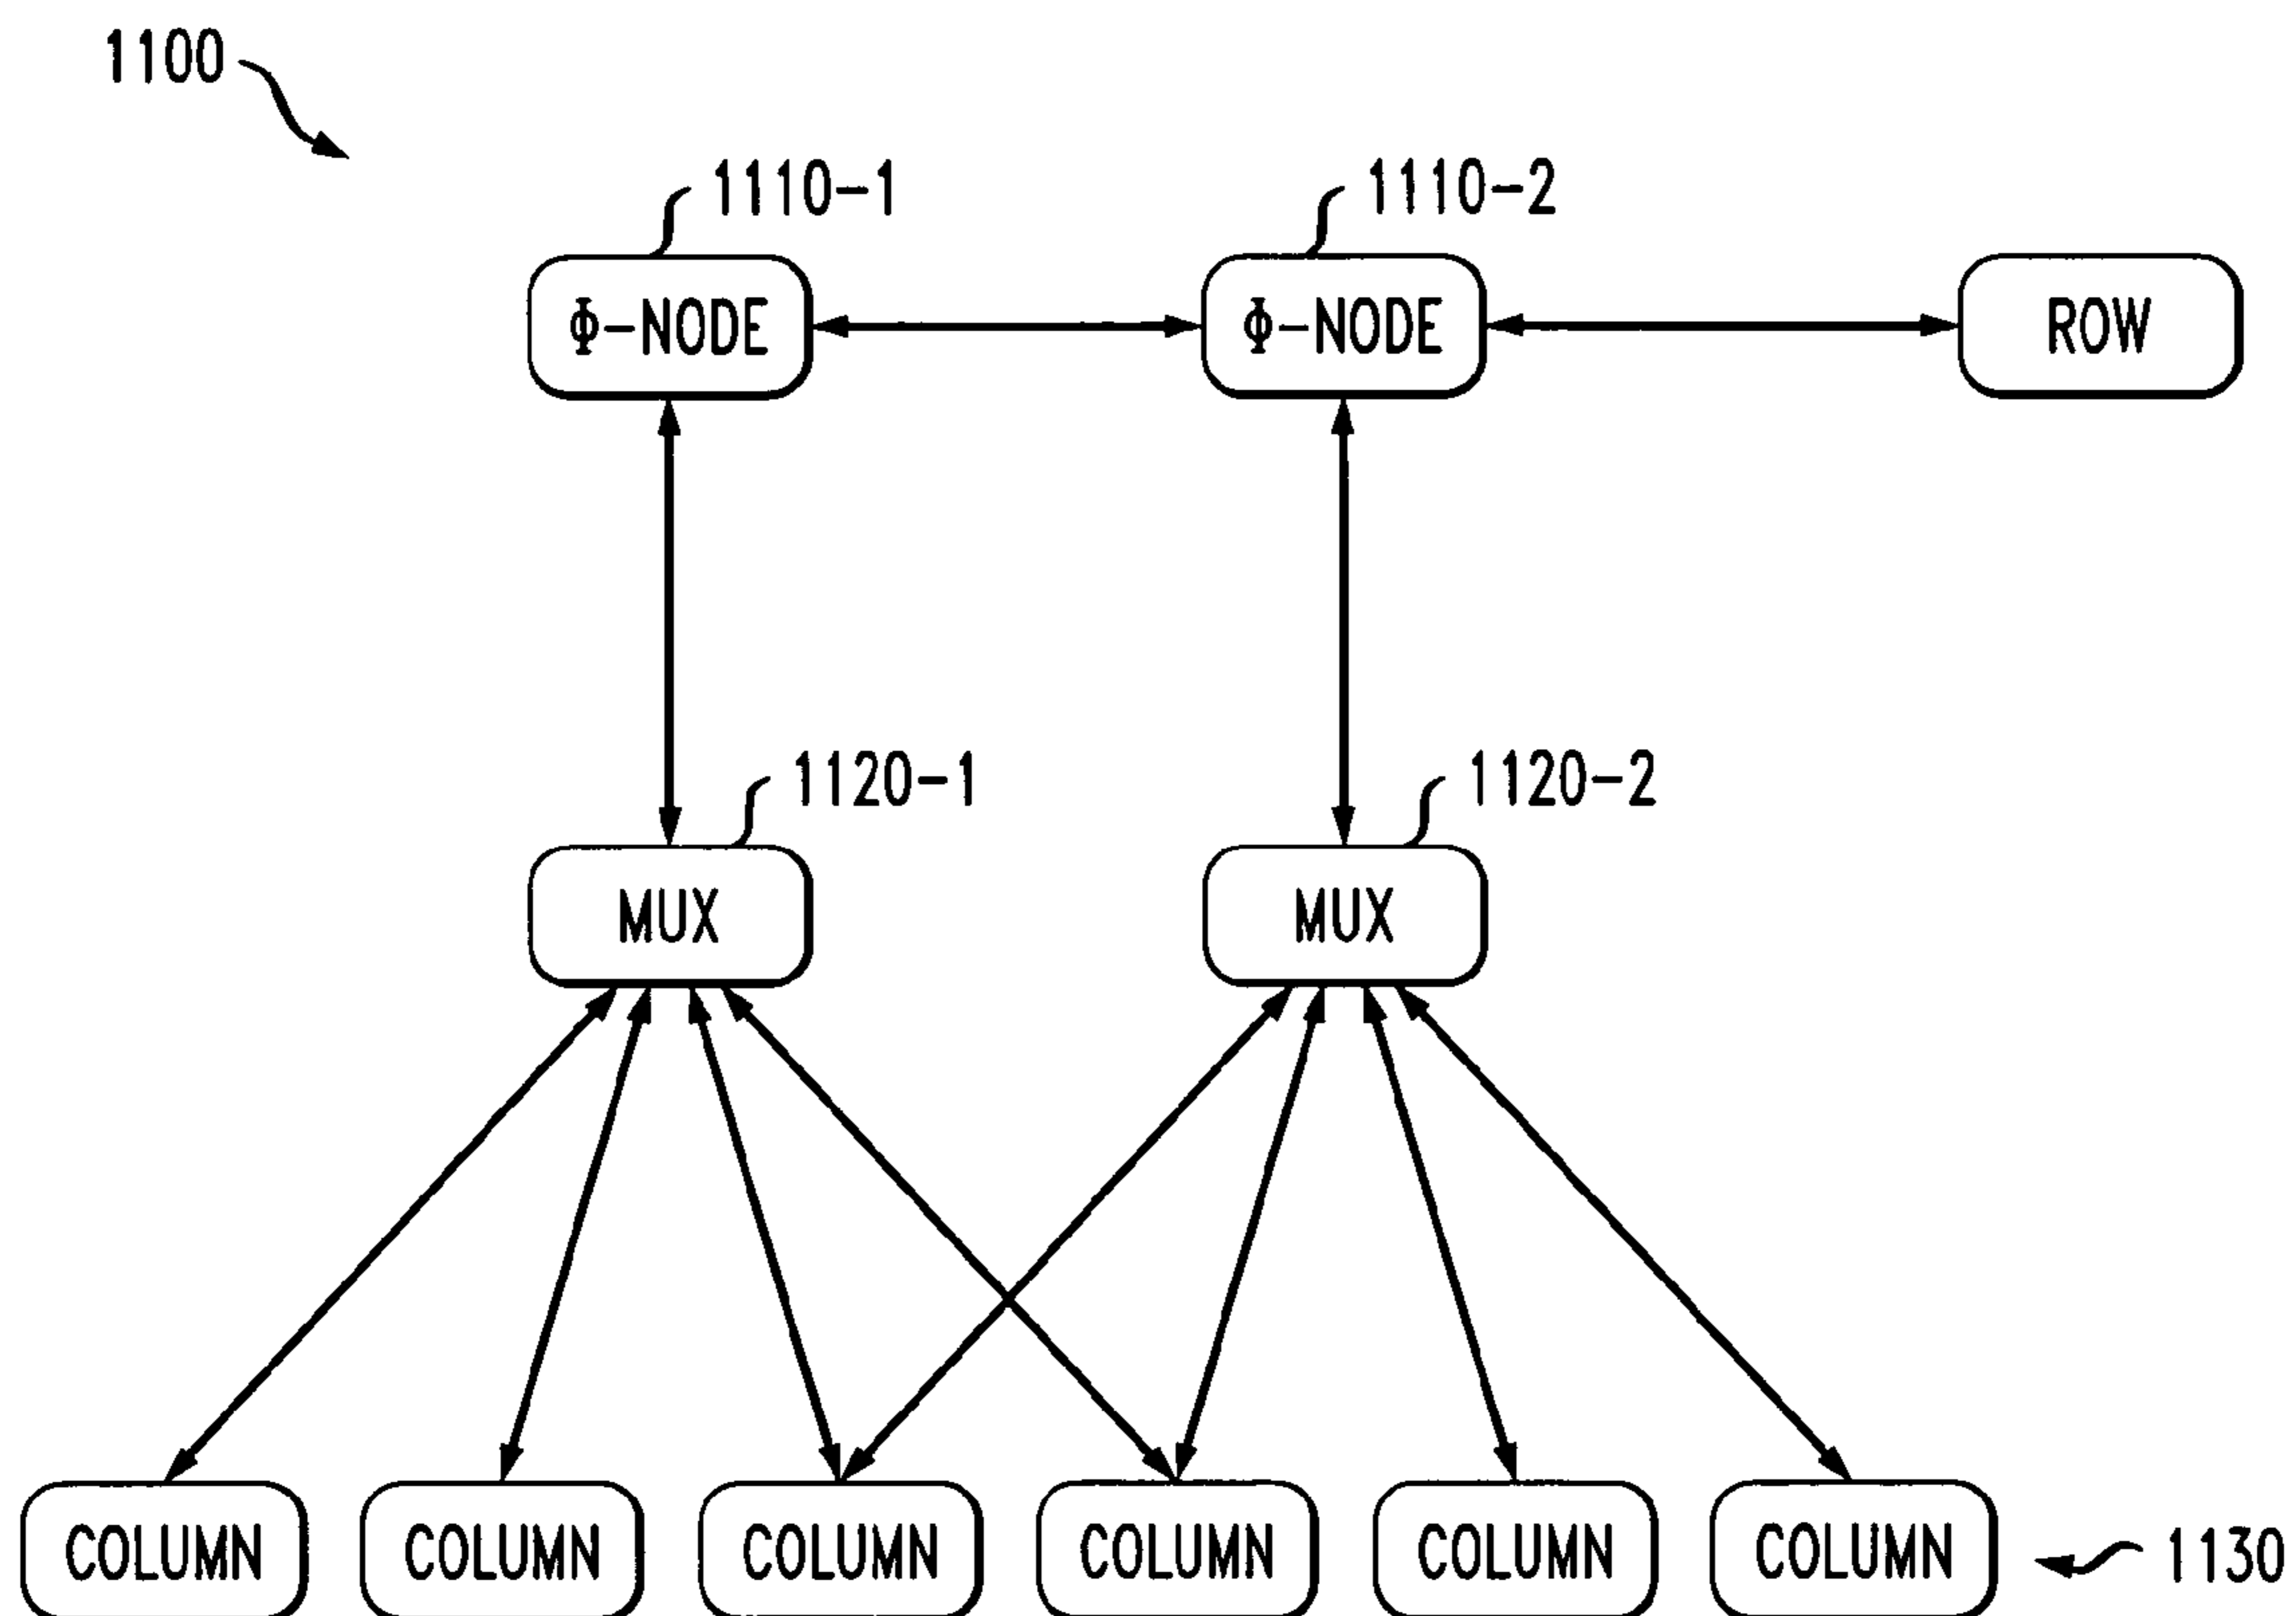 1100
1110-1
1110-2
Φ-NODE
Φ-NODE
ROW
1120-1
1120-2
MUX
MUX
COLUMN
COLUMN
COLUMN
COLUMN
COLUMN
COLUMN
1130